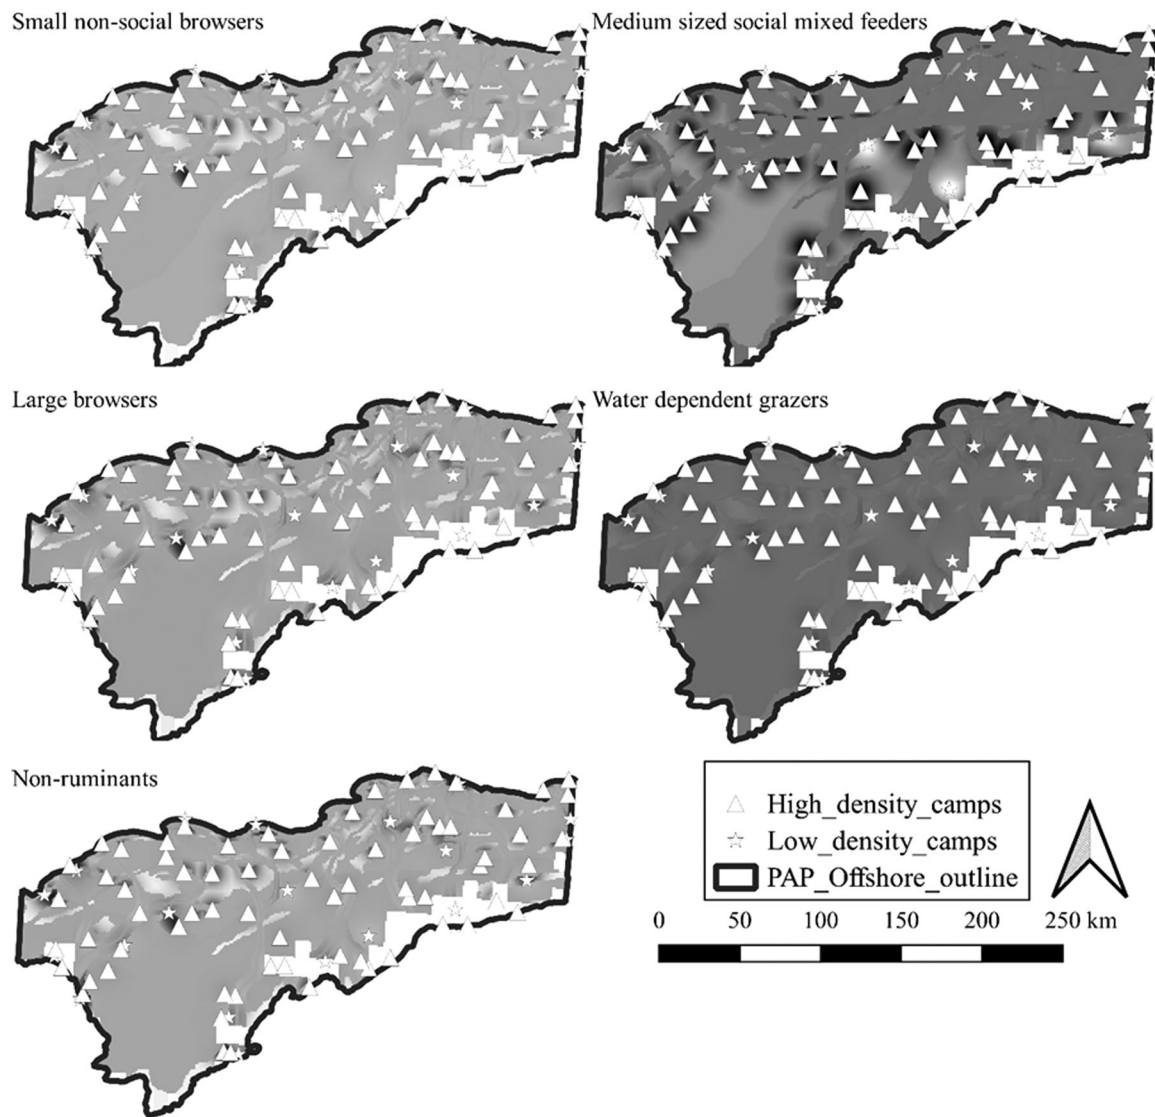 Small non-social browsers
Medium sized social mixed feeders
Large browsers
Water dependent grazers
Non-ruminants
High_density_camps
Low_density_camps
PAP_Offshore_outline
0 50 100 150 200 250 km